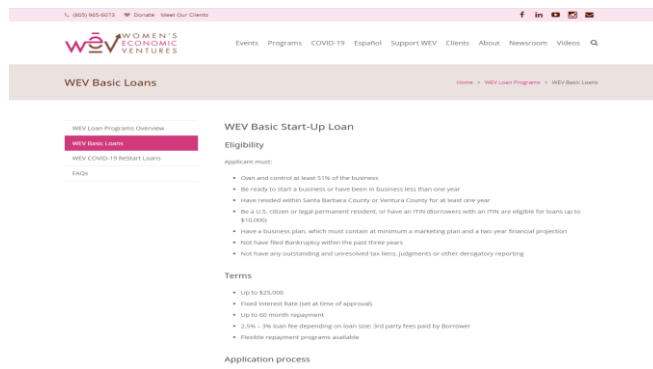 (805) 965-6073 Donate Meet Our Clients
WOMEN'S
WEV ECONOMIC
VENTURES
Events Programs COVID-19 Español Support WEV Clients About Newsroom Videos
WEV Basic Loans
Home > WEV Loan Programs > WEV Basic Loans
WEV Loan Programs Overview
WEV Basic Loans
WEV COVID-19 ReStart Loans
FAQs
WEV Basic Start-Up Loan
Eligibility
Applicant must:
• Own and control at least 51% of the business
• Be ready to start a business or have been in business less than one year
• Have resided within Santa Barbara County or Ventura County for at least one year
• Be a U.S. citizen or legal permanent resident, or have an ITIN (Borrowers with an ITIN are eligible for loans up to
$10,000)
• Have a business plan, which must contain at minimum a marketing plan and a two year financial projection
• Not have filed Bankruptcy within the past three years
• Not have any outstanding and unresolved tax liens, judgments or other derogatory reporting
Terms
• Up to $25,000
• Fixed Interest Rate (set at time of approval)
• Up to 60 month repayment
• 2.5% – 3% loan fee depending on loan size; 3rd party fees paid by Borrower
• Flexible repayment programs available
Application process